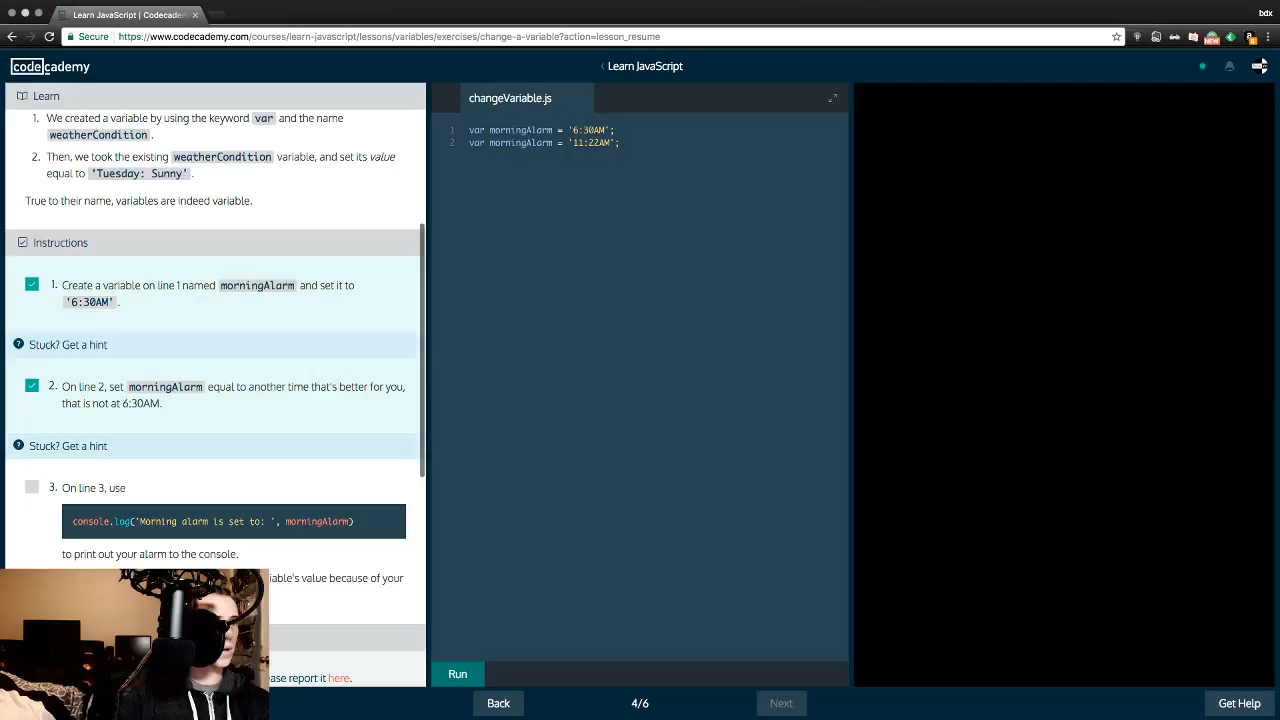 Learn JavaScript | Codecadem
bdx
Secure
https://www.codecademy.com/courses/learn-javascript/lessons/variables/exercises/change-a-variable?action=lesson_resume
NEW
codecademy
Learn JavaScript
Learn
1. We created a variable by using the keyword var and the name
weatherCondition.
2. Then, we took the existing weatherCondition variable, and set its value
equal to 'Tuesday: Sunny'.
True to their name, variables are indeed variable.
Instructions
1. Create a variable on line 1 named morningAlarm and set it to
'6:30AM'.
Stuck? Get a hint
2. On line 2, set morningAlarm equal to another time that's better for you,
that is not at 6:30AM.
Stuck? Get a hint
3. On line 3, use
console.log('Morning alarm is set to: ', morningAlarm)
to print out your alarm to the console.
iable's value because of your
ease report it here.
changeVariable.js
1 var morningAlarm = '6:30AM';
2 var morningAlarm = '11:22AM';
Run
Back
4/6
Next
Get Help